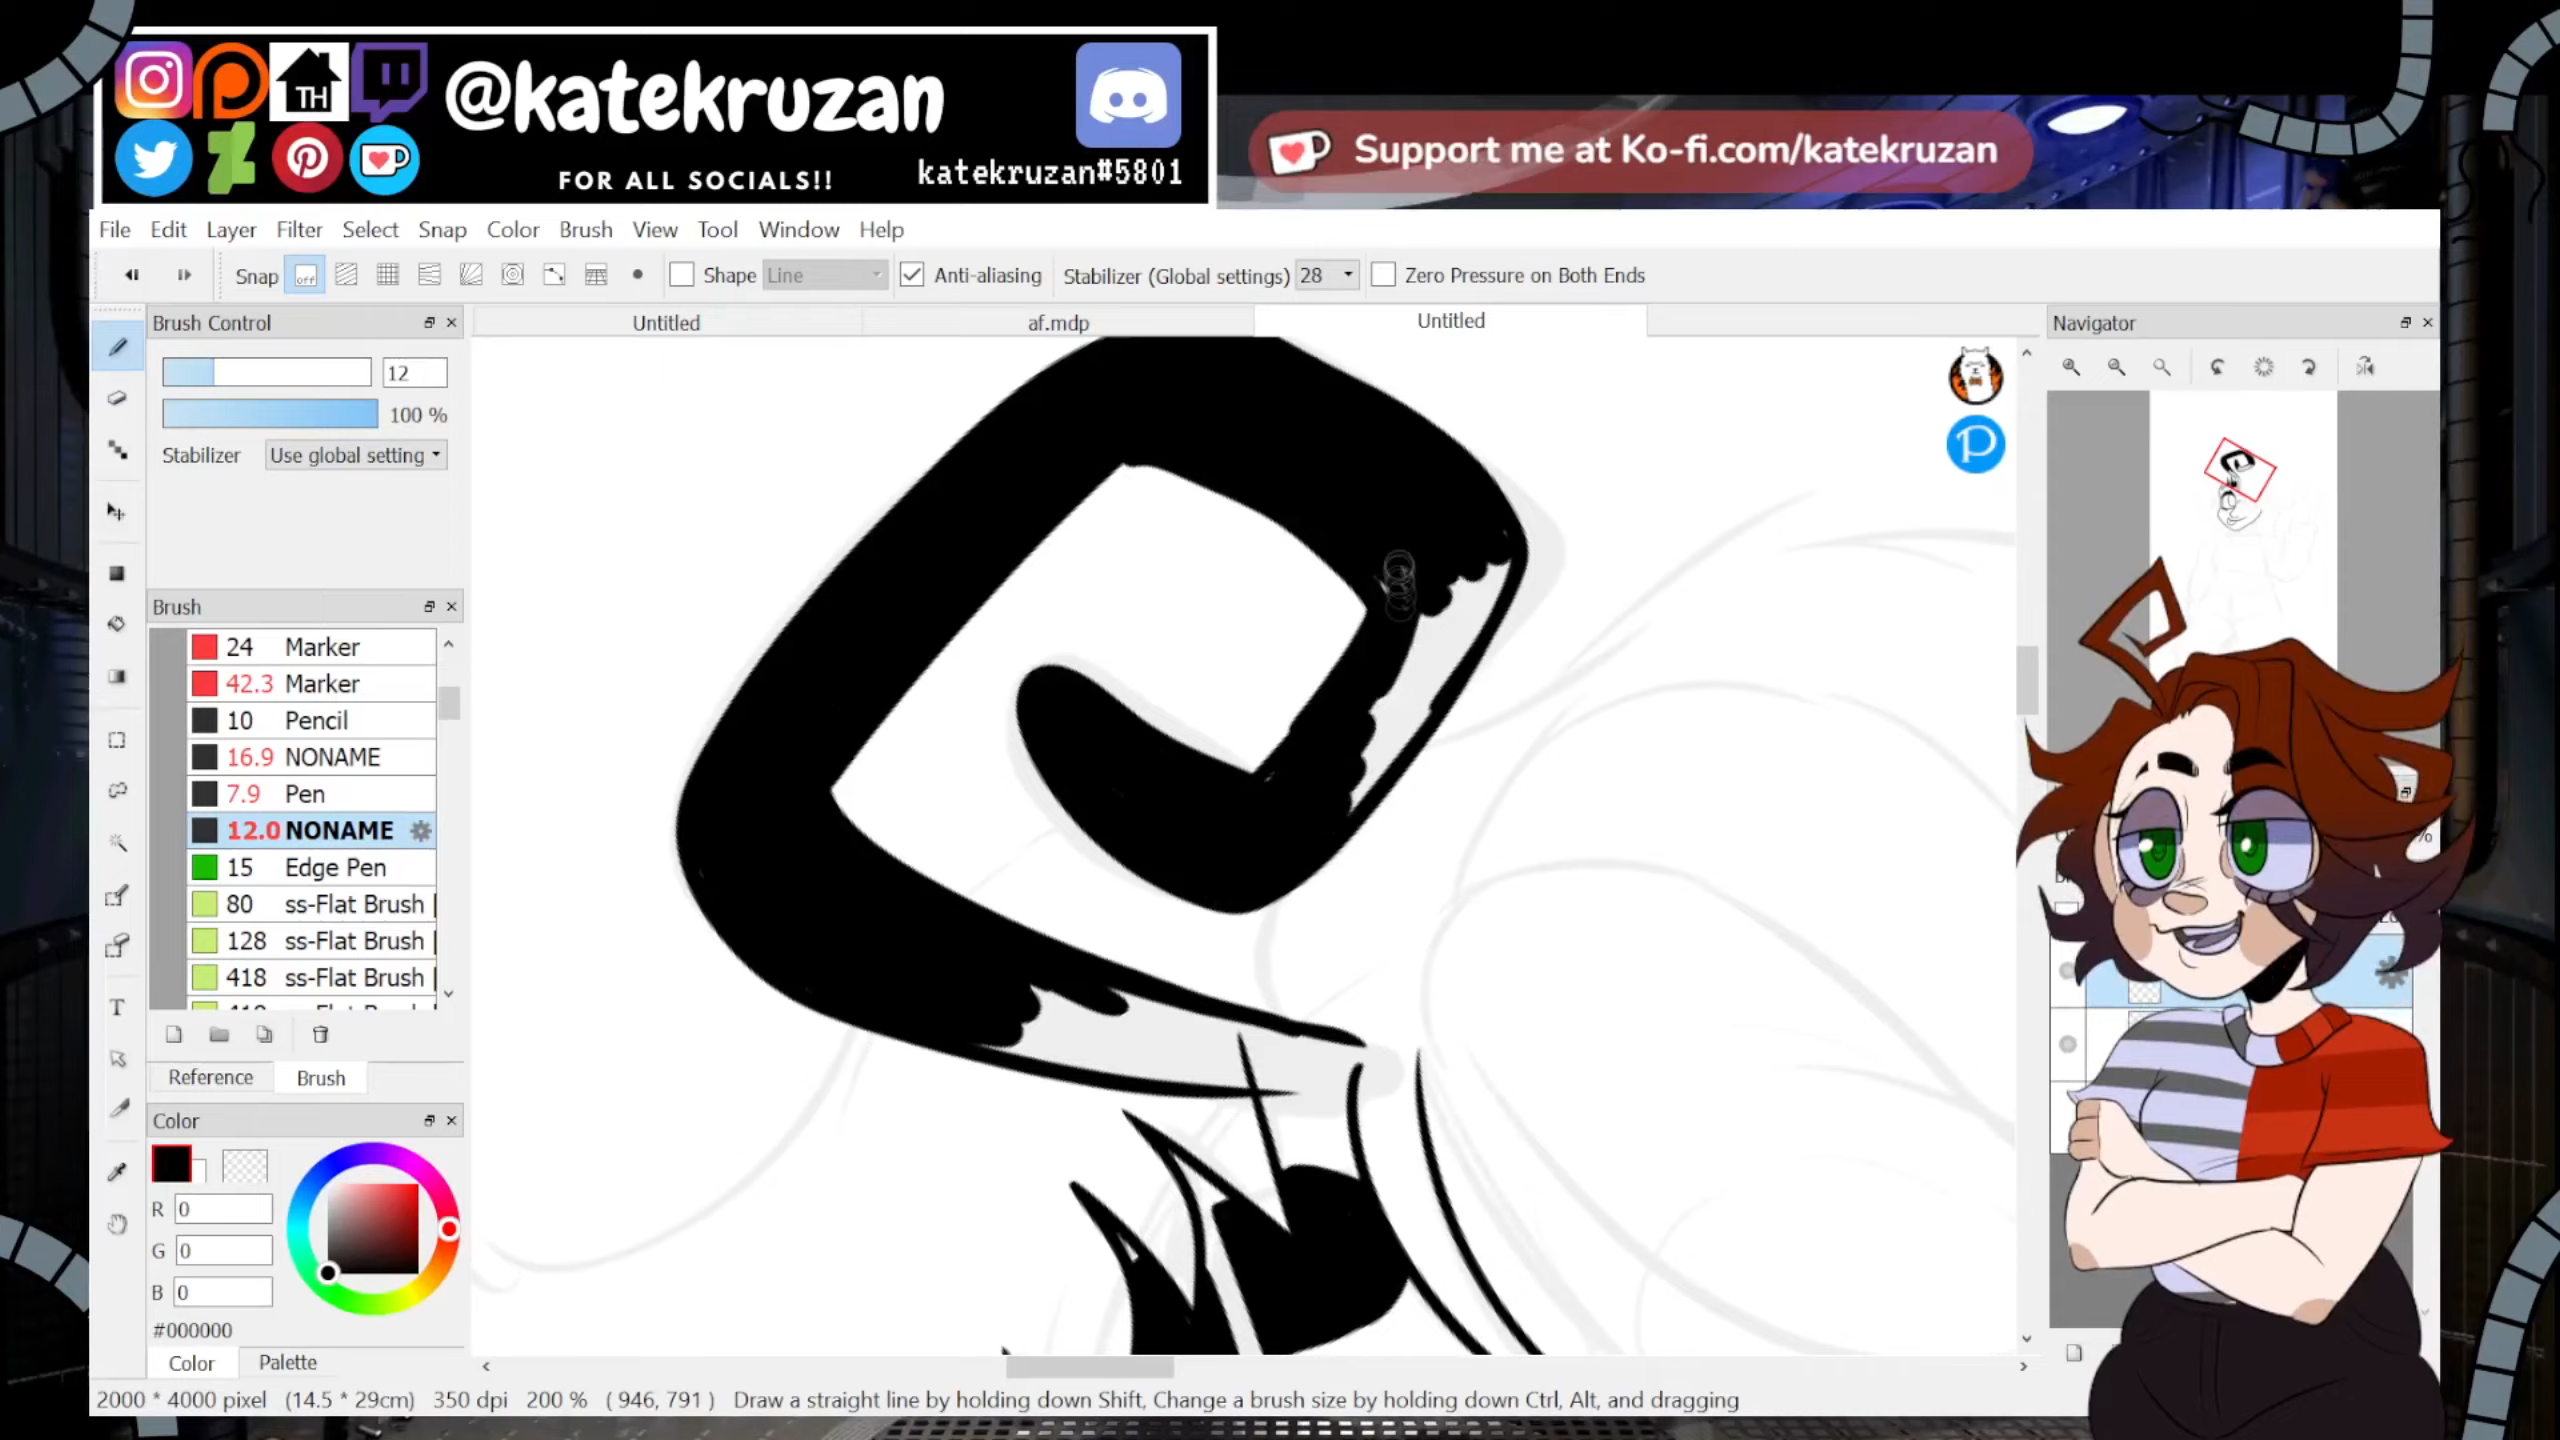 TH
@katekruzan
FOR ALL SOCIALS!!
katekruzan#5801
Support me at Ko-fi.com/katekruzan
File Edit Layer Filter Select Snap Color Brush View Tool Window Help
Snap off Shape Line Anti-aliasing Stabilizer (Global settings) 28 Zero Pressure on Both Ends
Brush Control
Untitled af.mdp Untitled
Navigator
12
100 %
Stabilizer Use global setting
Brush
24 Marker
42.3 Marker
10 Pencil
16.9 NONAME
7.9 Pen
12.0 NONAME
15 Edge Pen
80 ss-Flat Brush
128 ss-Flat Brush
418 ss-Flat Brush
Reference Brush
Color
R 0
G 0
B 0
#000000
Color Palette
T
P
2000 * 4000 pixel (14.5 * 29cm) 350 dpi 200 % ( 946, 791 ) Draw a straight line by holding down Shift, Change a brush size by holding down Ctrl, Alt, and dragging